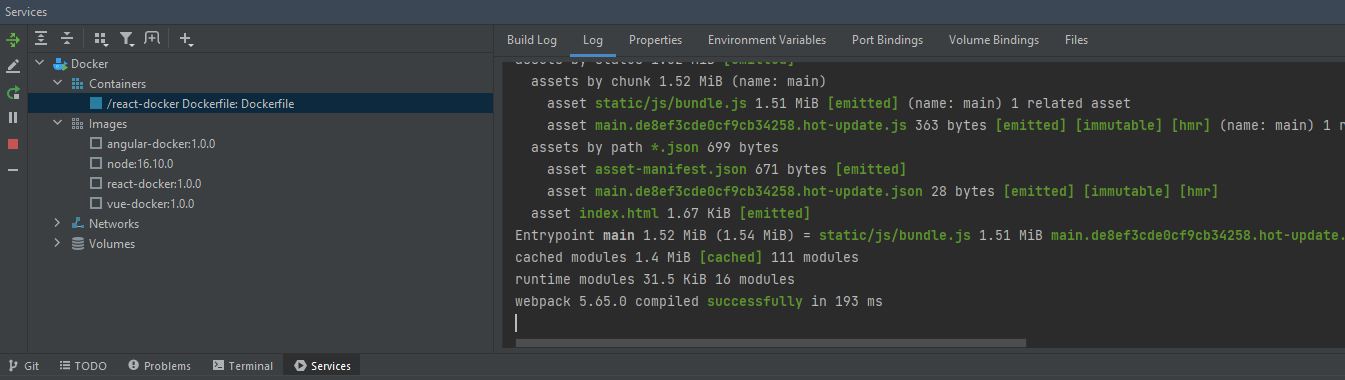 Services
Docker
Containers
/react-docker Dockerfile: Dockerfile
Images
angular-docker:1.0.0
node:16.10.0
react-docker:1.0.0
vue-docker:1.0.0
Networks
Volumes
Build Log Log Properties Environment Variables Port Bindings Volume Bindings Files
assets by chunk 1.52 MiB (name: main)
asset static/js/bundle.js 1.51 MiB [emitted] (name: main) 1 related asset
asset main.de8ef3cde0cf9cb34258.hot-update.js 363 bytes [emitted] [immutable] [hmr] (name: main) 1 r
assets by path *.json 699 bytes
asset asset-manifest.json 671 bytes [emitted]
asset main.de8ef3cde0cf9cb34258.hot-update.json 28 bytes [emitted] [immutable] [hmr]
asset index.html 1.67 KiB [emitted]
Entrypoint main 1.52 MiB (1.54 MiB) = static/js/bundle.js 1.51 MiB main.de8ef3cde0cf9cb34258.hot-update.
cached modules 1.4 MiB [cached] 111 modules
runtime modules 31.5 KiB 16 modules
webpack 5.65.0 compiled successfully in 193 ms
Git TODO Problems Terminal Services